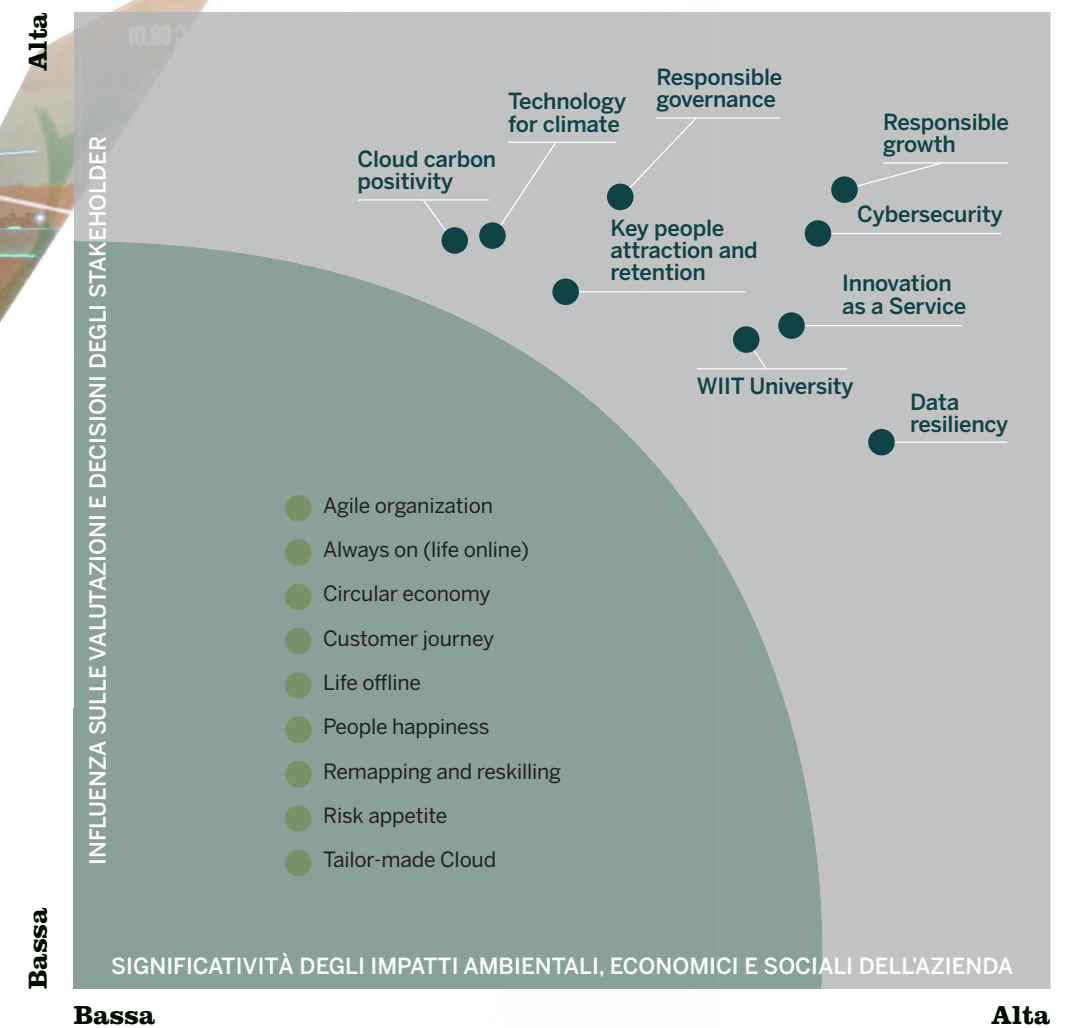 Alta
INFLUENZA SULLE VALUTAZIONI E DECISIONI DEGLI STAKEHOLDER
Bassa
Responsible
governance
Technology
for climate
Responsible
growth
Cloud carbon
positivity
Cybersecurity
Key people
attraction and
retention
Innovation
as a Service
WIIT University
Data
resiliency
Agile organization
Always on (life online)
Circular economy
Customer journey
Life offline
People happiness
Remapping and reskilling
Risk appetite
Tailor-made Cloud
SIGNIFICATIVITÀ DEGLI IMPATTI AMBIENTALI, ECONOMICI E SOCIALI DELL'AZIENDA
Bassa
Alta